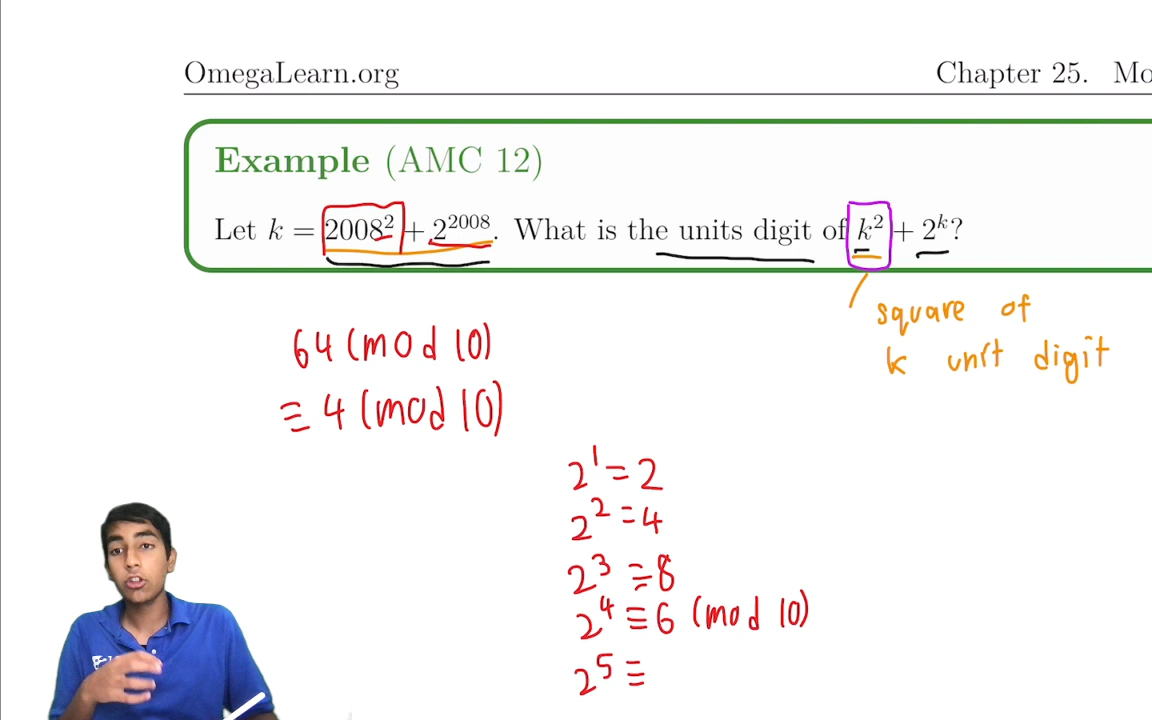 OmegaLearn.org
Chapter 25. Mo
Example (AMC 12)
Let k = 2008² + 2²⁰⁰⁸. What is the units digit of k² + 2ᵏ?
square of
k unit digit
64 (mod 10)
≡ 4 (mod 10)
2¹ = 2
2² = 4
2³ ≡ 8
2⁴ ≡ 6 (mod 10)
2⁵ ≡